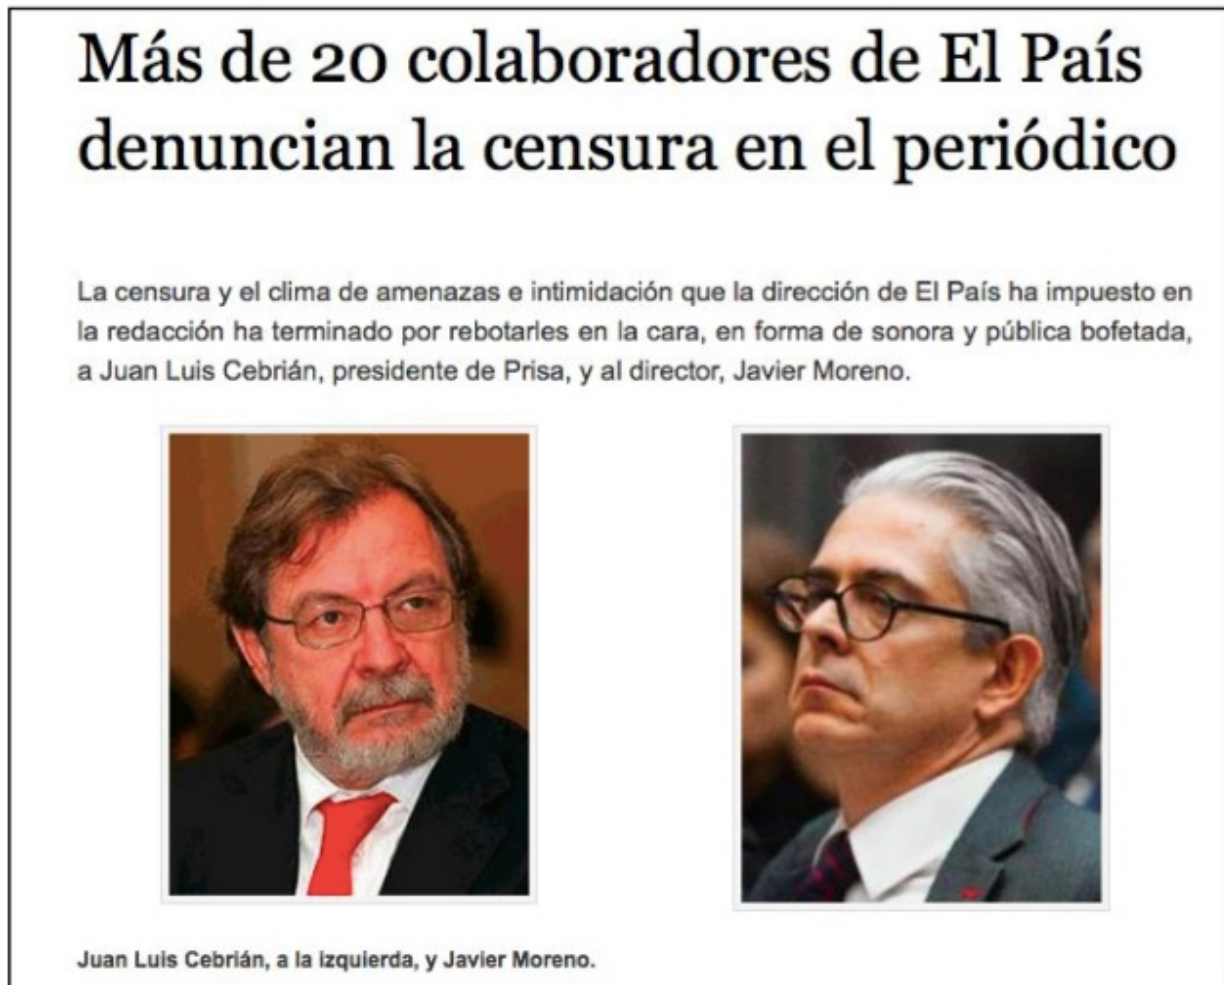 Más de 20 colaboradores de El País
denuncian la censura en el periódico
La censura y el clima de amenazas e intimidación que la dirección de El País ha impuesto en
la redacción ha terminado por rebotarles en la cara, en forma de sonora y pública bofetada,
a Juan Luis Cebrián, presidente de Prisa, y al director, Javier Moreno.
Juan Luis Cebrián, a la izquierda, y Javier Moreno.